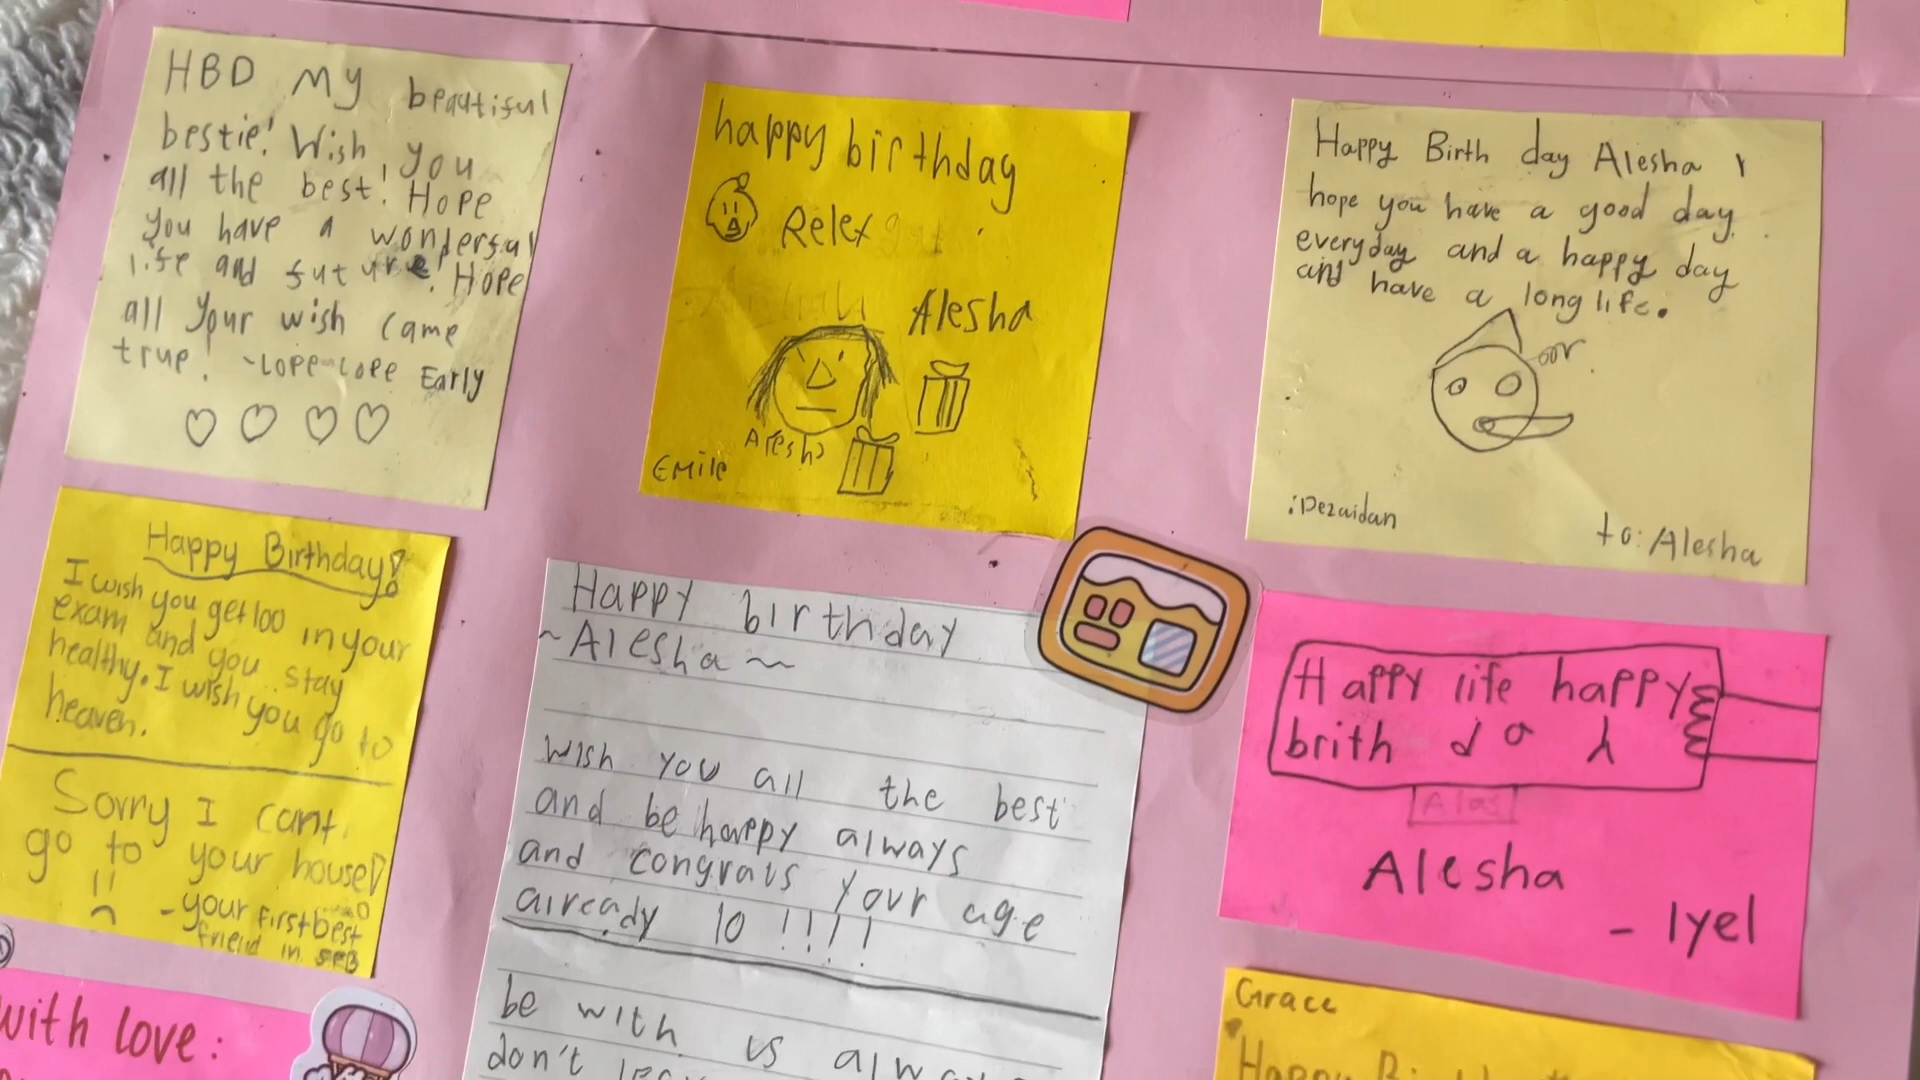 HBD My beautiful
bestie! Wish you
all the best! Hope
you have a wonderful
life and future! Hope
all your wish came
true! ~Lope-Lope Early
happy birthday
Relex
Alesha
Alesha
Emile
Happy Birth day Alesha I
hope you have a good day
everyday and a happy day
and have a long life.
:Dezaidan
to: Alesha
Happy Birthday!
I wish you get 100 in your
exam and you stay
healthy. I wish you go to
heaven.
Sorry I cant
go to your house!
-your first best
friend in
Happy birthday
~Alesha~
wish you all the best
and be happy always
and congrats your age
already 10 !!!!
be with us
don't
Happy life happy
brith d a
Alesha
- Iyel
with love:
Grace
Happy